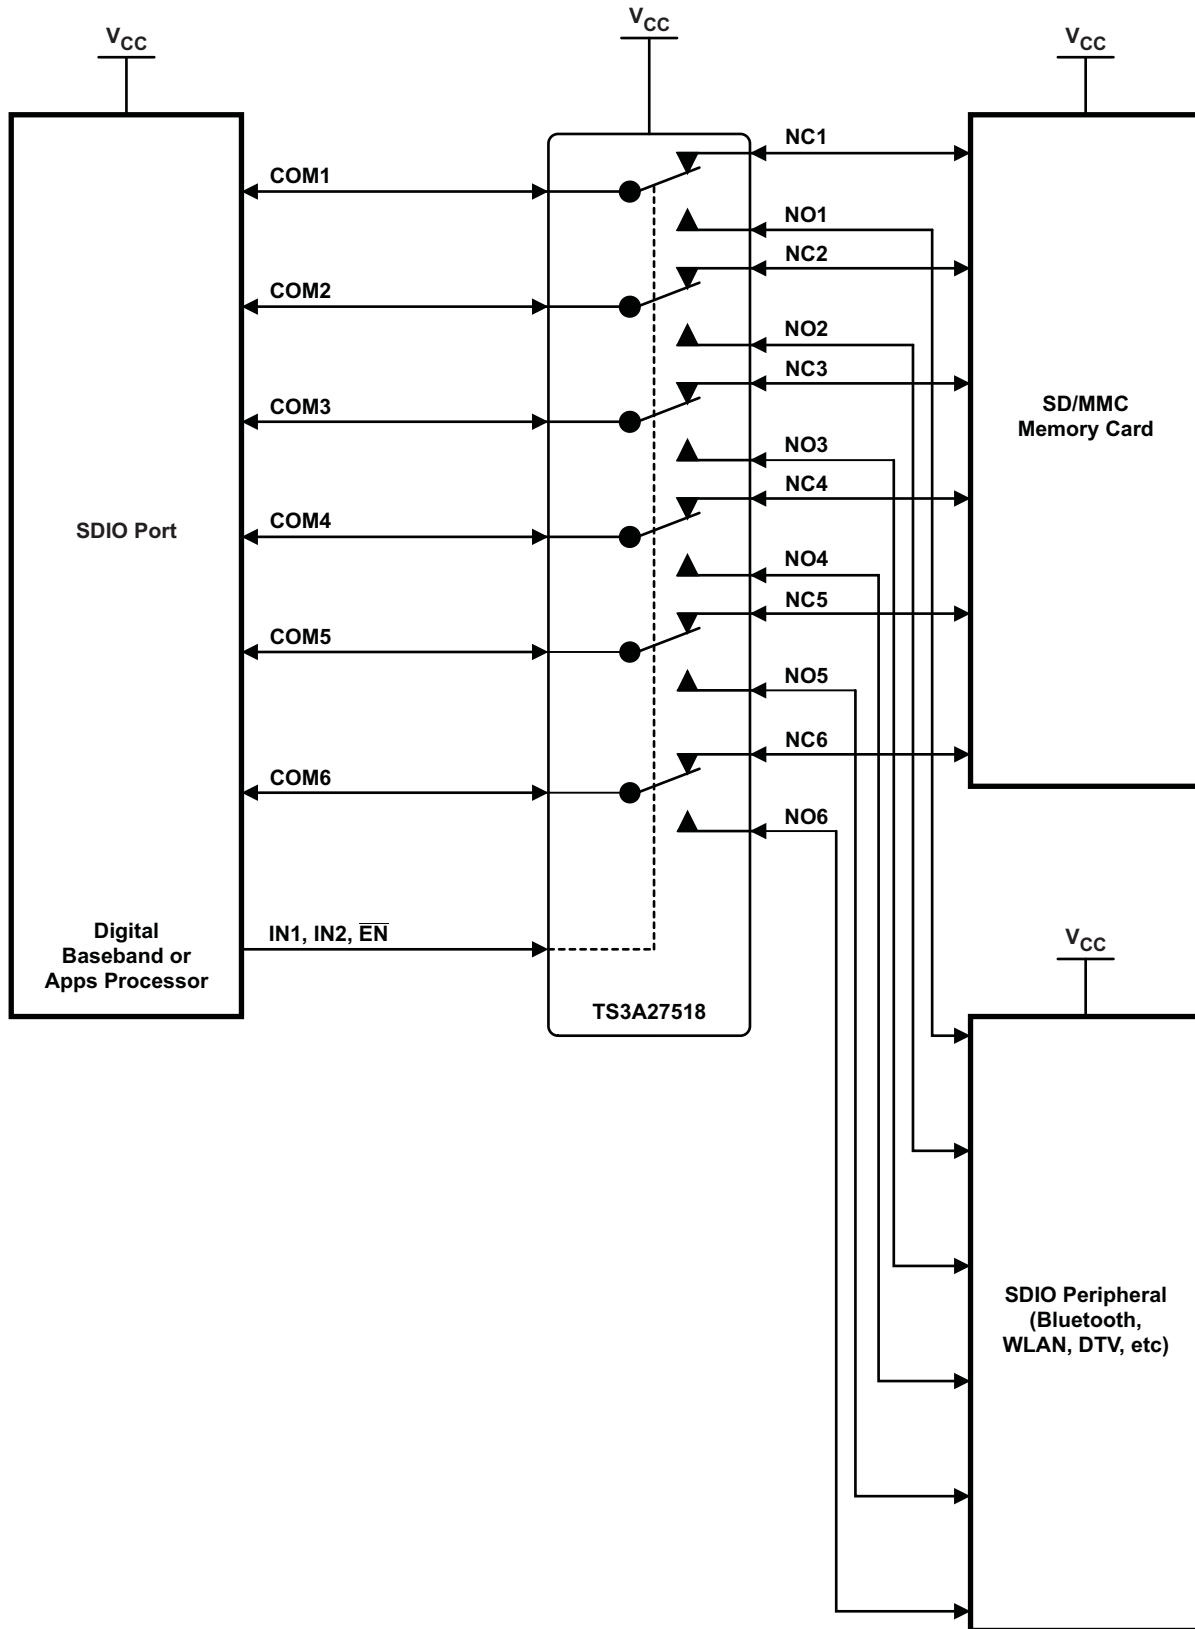 VCC
VCC
VCC
COM1
COM2
COM3
COM4
COM5
COM6
SDIO Port
Digital
Baseband or
Apps Processor
IN1, IN2, E̅N̅
TS3A27518
NC1
NO1
NC2
NO2
NC3
NO3
NC4
NO4
NC5
NO5
NC6
NO6
SD/MMC
Memory Card
VCC
SDIO Peripheral
(Bluetooth,
WLAN, DTV, etc)